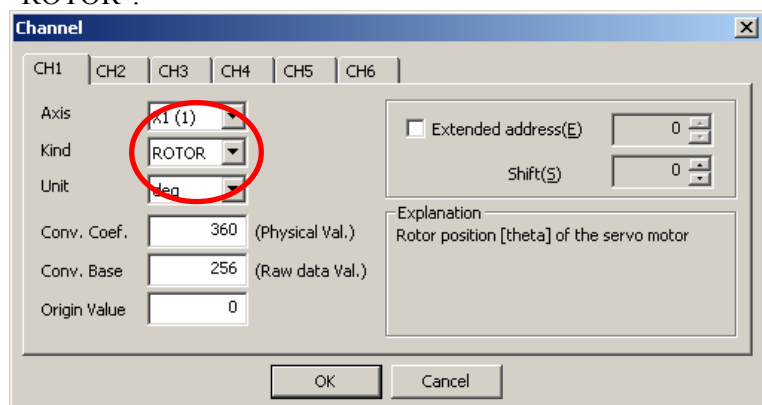 "ROTOR".
Channel
CH1 CH2 CH3 CH4 CH5 CH6
Axis X1 (1)
Kind ROTOR
Unit deg
Conv. Coef. 360 (Physical Val.)
Conv. Base 256 (Raw data Val.)
Origin Value 0
Extended address(E) 0
Shift(S) 0
Explanation
Rotor position [theta] of the servo motor
OK Cancel